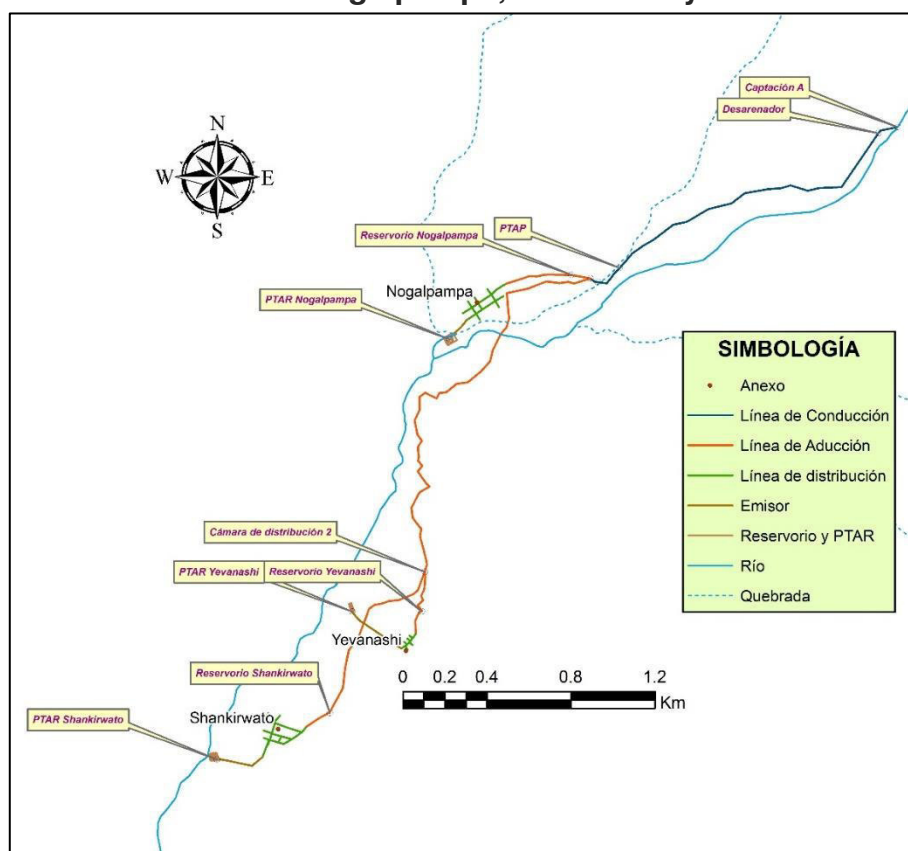 Captación A
Desarenador
N
W E
S
PTAP
Reservorio Nogalpampa
Nogalpampa
PTAR Nogalpampa
SIMBOLOGÍA
Anexo
Línea de Conducción
Línea de Aducción
Línea de distribución
Emisor
Reservorio y PTAR
Río
Quebrada
Cámara de distribución 2
PTAR Yevanashi
Reservorio Yevanashi
Yevanashi
Reservorio Shankirwato
0 0.2 0.4 0.8 1.2
Km
Shankirwato
PTAR Shankirwato